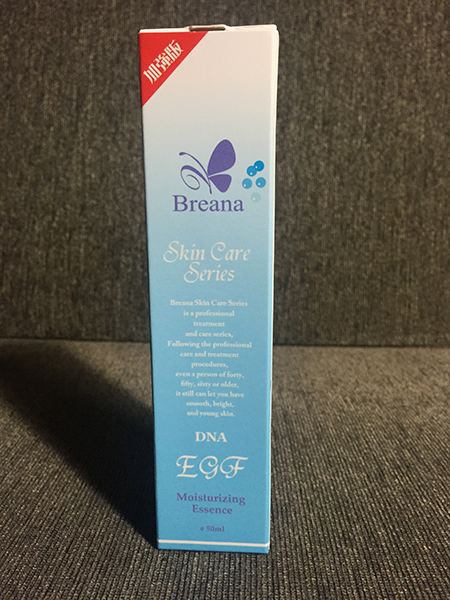 加強版
Breana
Skin Care
Series
Breana Skin Care Series
is a professional
treatment
and care series,
Following the professional
care and treatment
procedures,
even a person of forty,
fifty, sixty or older,
it still can let you have
smooth, bright,
and young skin.
DNA
EGF
Moisturizing
Essence
e 50ml